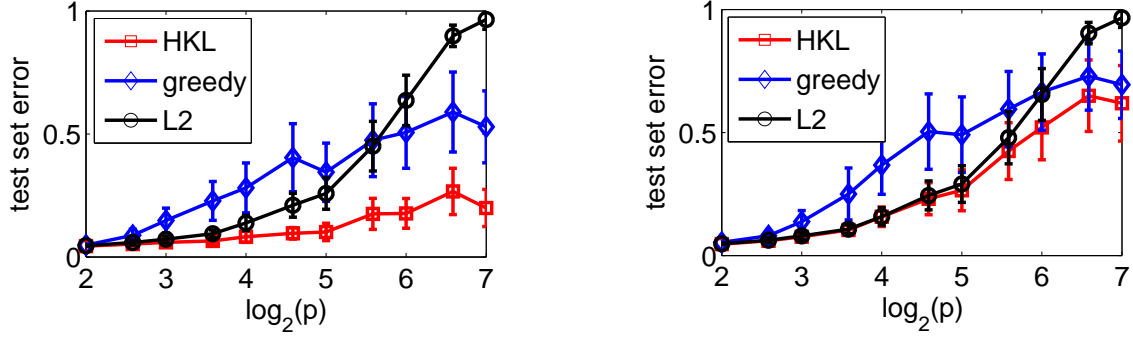 1
0.5
0
test set error
HKL
greedy
L2
2 3 4 5 6 7
log2(p)
1
0.5
0
test set error
HKL
greedy
L2
2 3 4 5 6 7
log2(p)